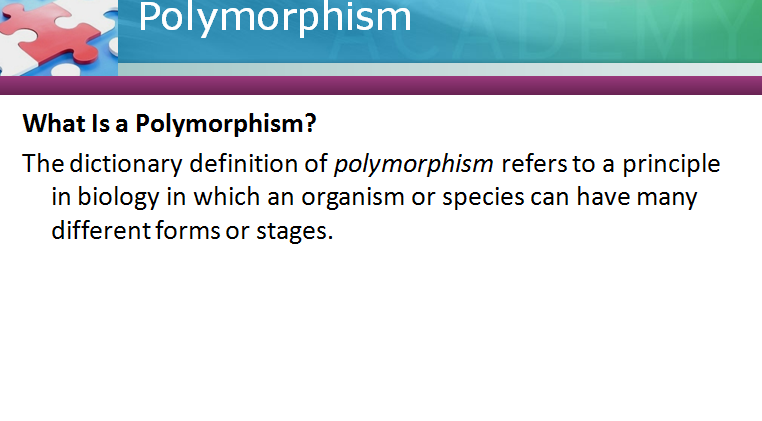 Polymorphism
ACADEMY
What Is a Polymorphism?
The dictionary definition of polymorphism refers to a principle
in biology in which an organism or species can have many
different forms or stages.